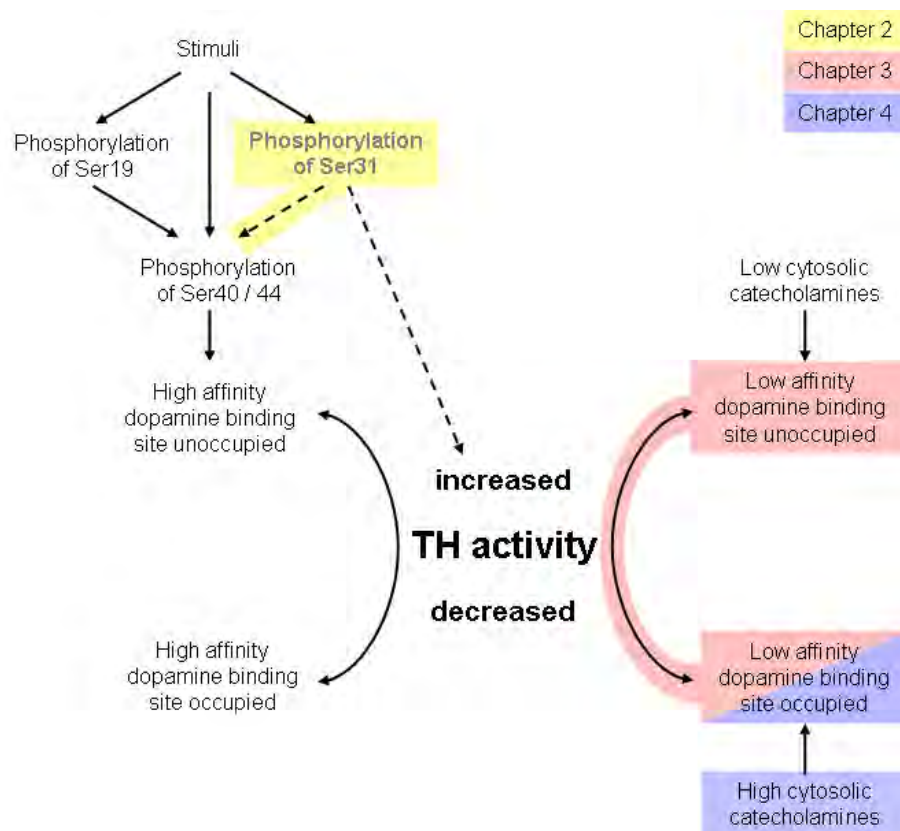 Stimuli
Chapter 2
Chapter 3
Chapter 4
Phosphorylation
of Ser19
Phosphorylation
of Ser31
Phosphorylation
of Ser40 / 44
Low cytosolic
catecholamines
High affinity
dopamine binding
site unoccupied
Low affinity
dopamine binding
site unoccupied
increased
TH activity
decreased
High affinity
dopamine binding
site occupied
Low affinity
dopamine binding
site occupied
High cytosolic
catecholamines